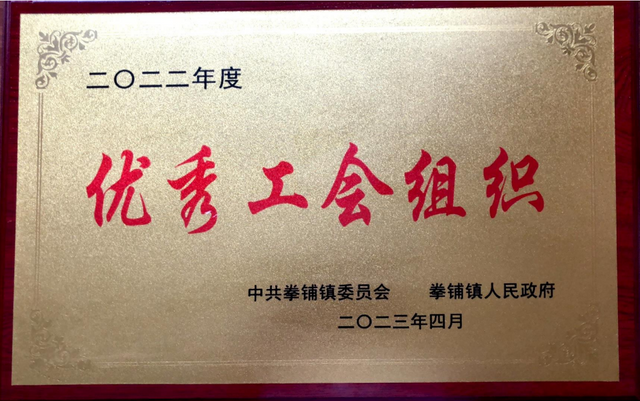 二〇二二年度
优秀工会组织
中共拳铺镇委员会 拳铺镇人民政府
二〇二三年四月